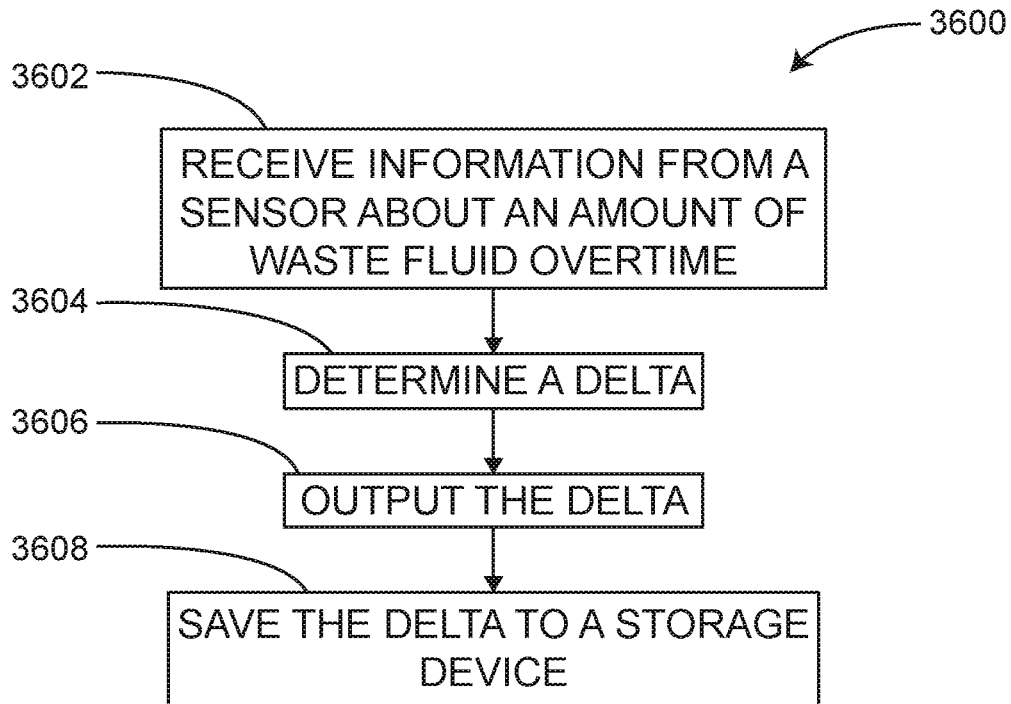 3600
3602
RECEIVE INFORMATION FROM A
SENSOR ABOUT AN AMOUNT OF
WASTE FLUID OVERTIME
3604
DETERMINE A DELTA
3606
OUTPUT THE DELTA
3608
SAVE THE DELTA TO A STORAGE
DEVICE